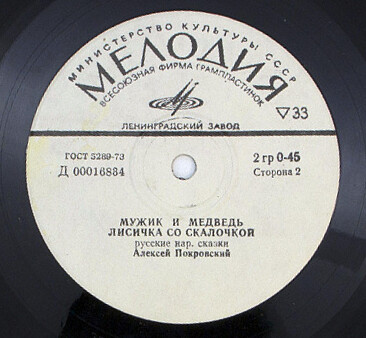 МИНИСТЕРСТВО КУЛЬТУРЫ СССР
МЕЛОДИЯ
ВСЕСОЮЗНАЯ ФИРМА ГРАМПЛАСТИНОК
▽33
ЛЕНИНГРАДСКИЙ ЗАВОД
ГОСТ 5289-73
2 гр 0-45
Д 00016884
Сторона 2
МУЖИК И МЕДВЕДЬ
ЛИСИЧКА СО СКАЛОЧКОЙ
русские нар. сказки
Алексей Покровский